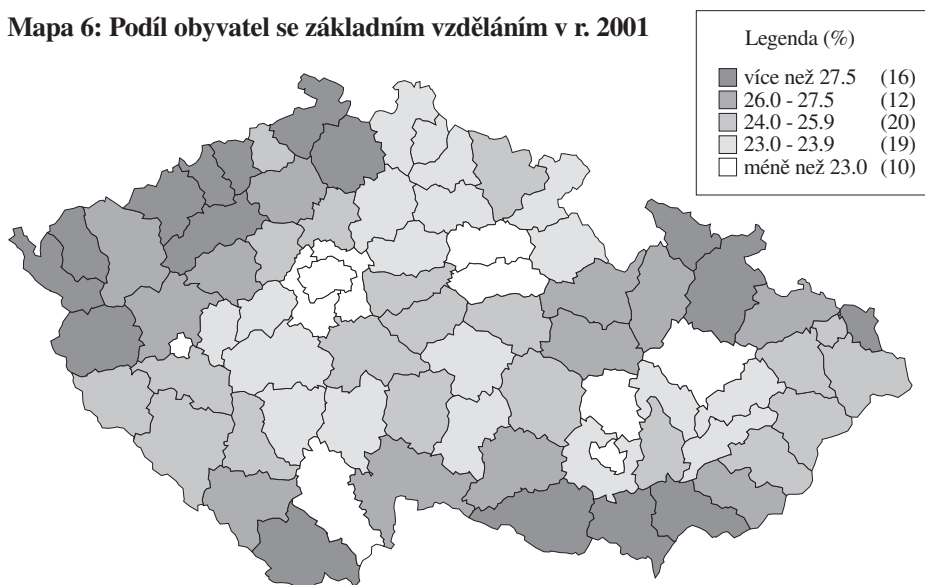 Mapa 6: Podíl obyvatel se základním vzděláním v r. 2001
Legenda (%)
více než 27.5 (16)
26.0 - 27.5 (12)
24.0 - 25.9 (20)
23.0 - 23.9 (19)
méně než 23.0 (10)